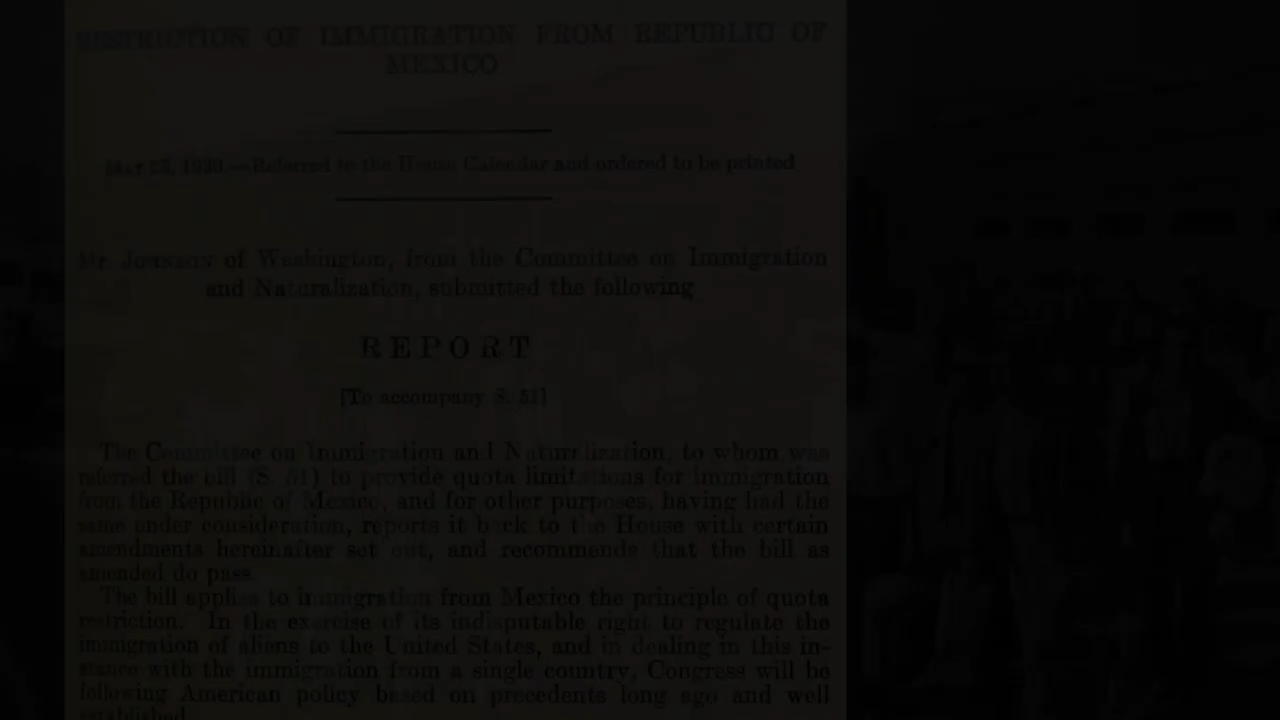 RESTRICTION OF IMMIGRATION FROM REPUBLIC OF
MEXICO
May 23, 1930.—Referred to the House Calendar and ordered to be printed
Mr. Johnson of Washington, from the Committee on Immigration
and Naturalization, submitted the following
REPORT
[To accompany S. 51]
The Committee on Immigration and Naturalization, to whom was
referred the bill (S. 51) to provide quota limitations for immigration
from the Republic of Mexico, and for other purposes, having had the
same under consideration, reports it back to the House with certain
amendments hereinafter set out, and recommends that the bill as
amended do pass.
The bill applies to immigration from Mexico the principle of quota
restriction. In the exercise of its indisputable right to regulate the
immigration of aliens to the United States, and in dealing in this in-
stance with the immigration from a single country, Congress will be
following American policy based on precedents long ago and well
established.